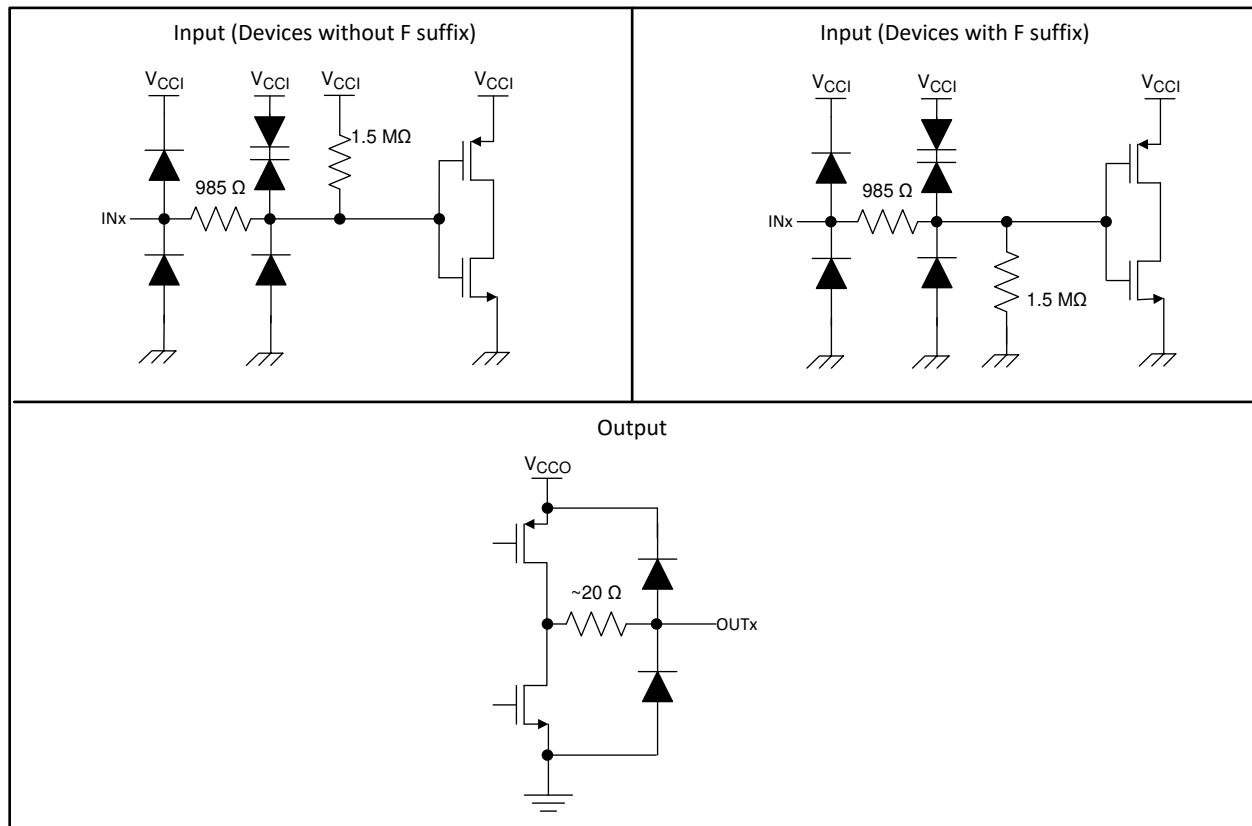 Input (Devices without F suffix)
VCCI
VCCI
VCCI
VCCI
1.5 MΩ
985 Ω
INx
Input (Devices with F suffix)
VCCI
VCCI
VCCI
985 Ω
INx
1.5 MΩ
Output
VCCO
~20 Ω
OUTx